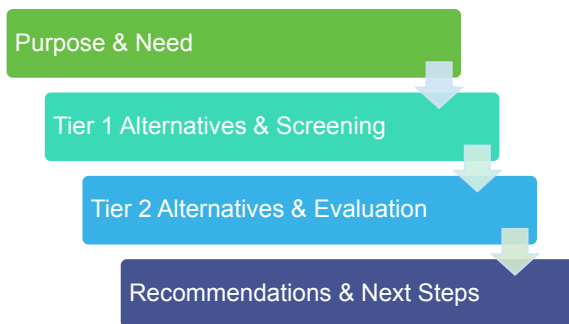 Purpose & Need
Tier 1 Alternatives & Screening
Tier 2 Alternatives & Evaluation
Recommendations & Next Steps